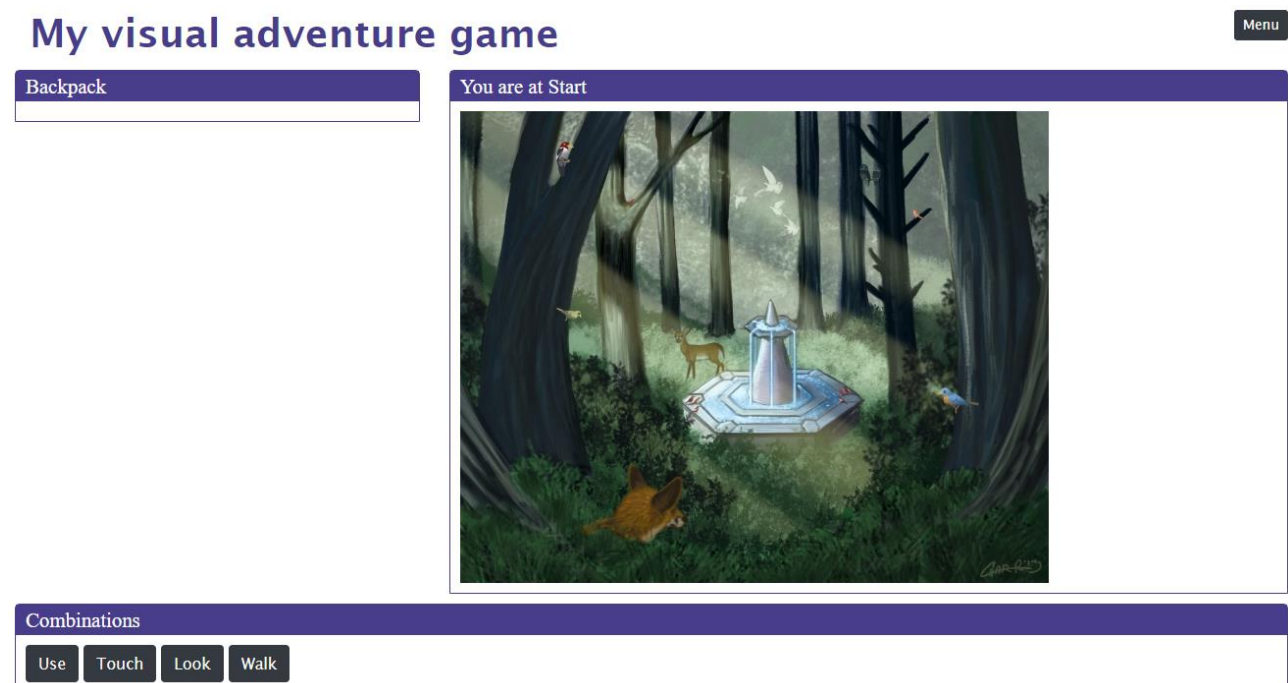 My visual adventure game
Menu
Backpack
You are at Start
Combinations
Use Touch Look Walk